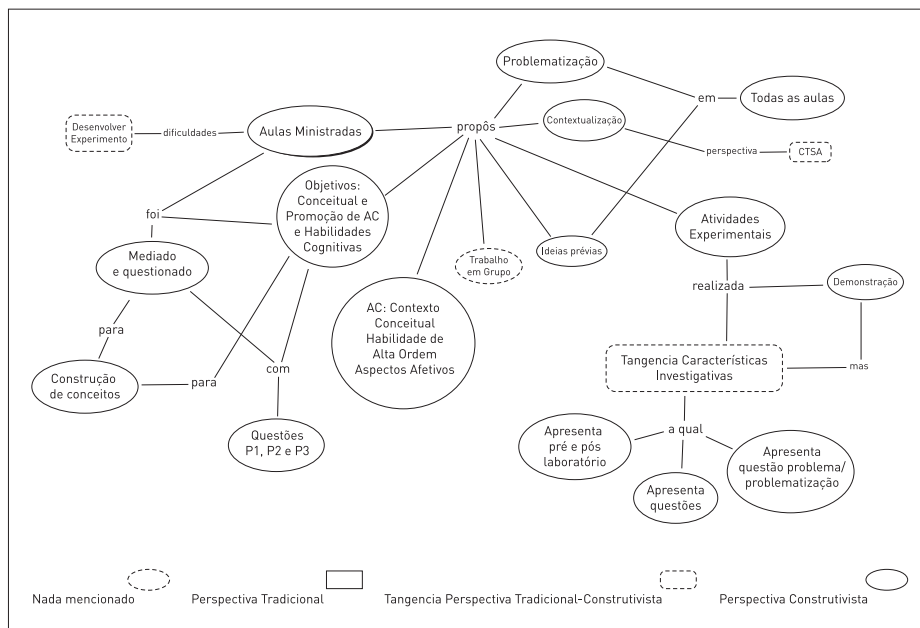 Problematização
em
Todas as aulas
Desenvolver
Experimento
dificuldades
Aulas Ministradas
propôs
Contextualização
perspectiva
CTSA
Objetivos:
Conceitual e
Promoção de AC
e Habilidades
Cognitivas
foi
Mediado
e questionado
Trabalho
em Grupo
Ideias prévias
Atividades
Experimentais
realizada
Demonstração
AC: Contexto
Conceitual
Habilidade de
Alta Ordem
Aspectos Afetivos
para
Construção
de conceitos
para
com
Tangencia Características
Investigativas
mas
Questões
P1, P2 e P3
a qual
Apresenta
pré e pós
laboratório
Apresenta
questões
Apresenta
questão problema/
problematização
Nada mencionado
Perspectiva Tradicional
Tangencia Perspectiva Tradicional-Construtivista
Perspectiva Construtivista